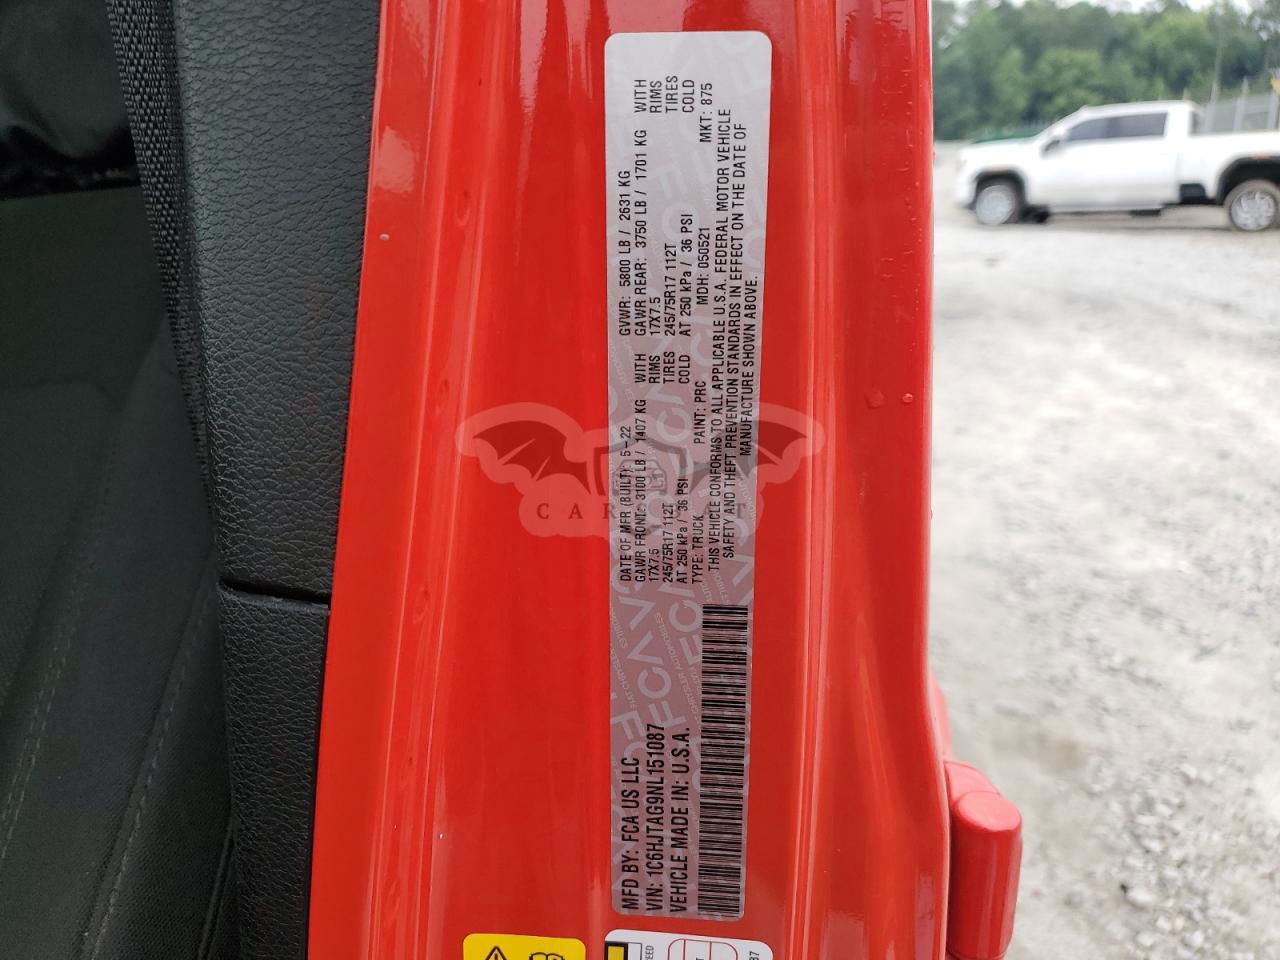 MFD BY: FCA US LLC
DATE OF MFR (BUILT): 5-22
GVWR: 5800 LB / 2631 KG
VIN: 1C6HJTAG9NL151087
GAWR FRONT: 3100 LB / 1407 KG WITH
GAWR REAR: 3750 LB / 1701 KG WITH
17X7.5 RIMS
17X7.5 RIMS
VEHICLE MADE IN: U.S.A.
245/75R17 112T TIRES
245/75R17 112T TIRES
AT 250 kPa / 36 PSI COLD
AT 250 kPa / 36 PSI COLD
TYPE: TRUCK PAINT: PRC MDH: 050521 MKT: 875
THIS VEHICLE CONFORMS TO ALL APPLICABLE U.S.A. FEDERAL MOTOR VEHICLE
SAFETY AND THEFT PREVENTION STANDARDS IN EFFECT ON THE DATE OF
MANUFACTURE SHOWN ABOVE.